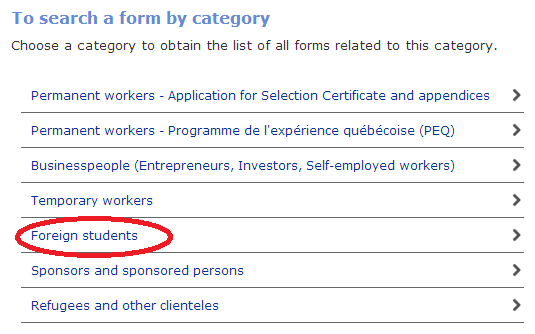 To search a form by category
Choose a category to obtain the list of all forms related to this category.
Permanent workers - Application for Selection Certificate and appendices
Permanent workers - Programme de l'expérience québécoise (PEQ)
Businesspeople (Entrepreneurs, Investors, Self-employed workers)
Temporary workers
Foreign students
Sponsors and sponsored persons
Refugees and other clienteles